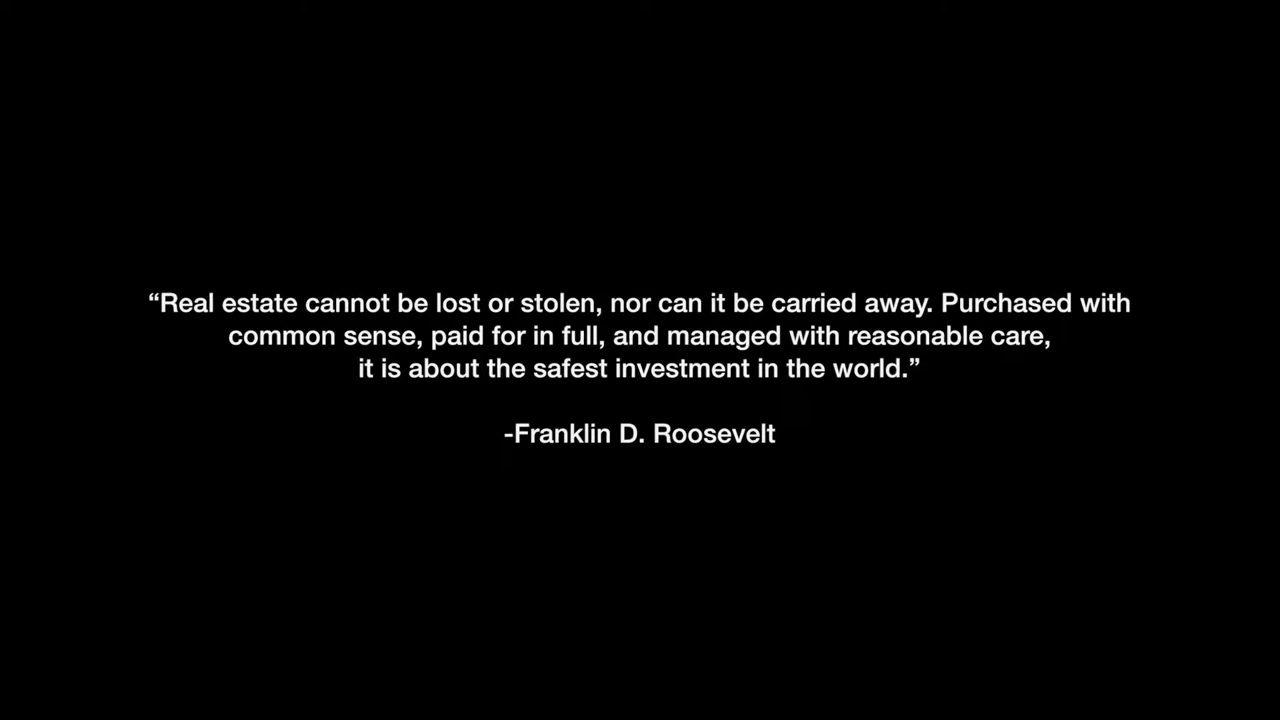 “Real estate cannot be lost or stolen, nor can it be carried away. Purchased with
common sense, paid for in full, and managed with reasonable care,
it is about the safest investment in the world.”
-Franklin D. Roosevelt